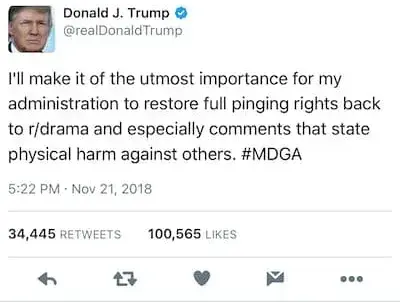 Donald J. Trump
@realDonaldTrump
I'll make it of the utmost importance for my
administration to restore full pinging rights back
to r/drama and especially comments that state
physical harm against others. #MDGA
5:22 PM · Nov 21, 2018
34,445 RETWEETS 100,565 LIKES